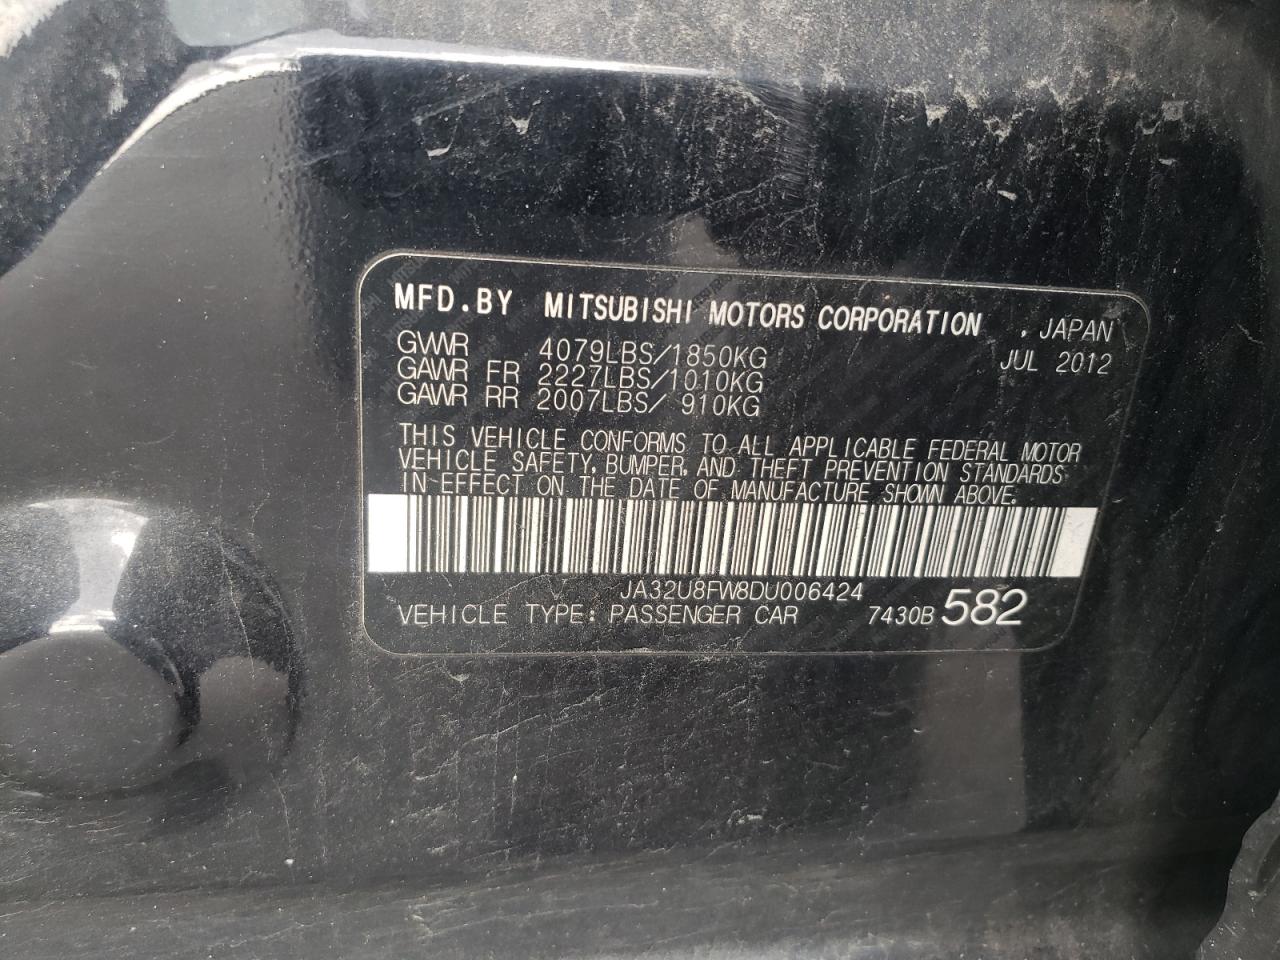 MFD.BY MITSUBISHI MOTORS CORPORATION . JAPAN
GVWR 4079LBS/1850KG JUL 2012
GAWR FR 2227LBS/1010KG
GAWR RR 2007LBS/ 910KG
THIS VEHICLE CONFORMS TO ALL APPLICABLE FEDERAL MOTOR
VEHICLE SAFETY, BUMPER, AND THEFT PREVENTION STANDARDS
IN EFFECT ON THE DATE OF MANUFACTURE SHOWN ABOVE.
JA32U8FW8DU006424
VEHICLE TYPE: PASSENGER CAR 7430B 582